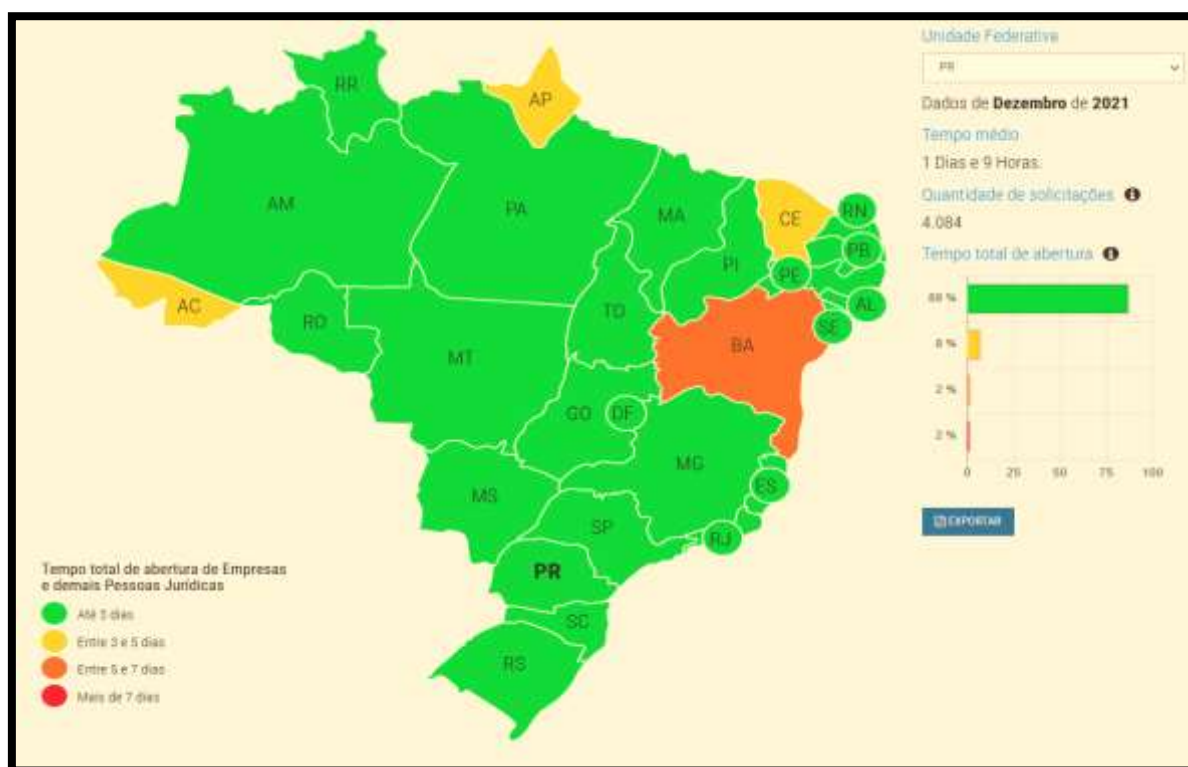 Unidade Federativa
PR
Dados de Dezembro de 2021
Tempo médio
1 Dias e 9 Horas.
Quantidade de solicitações
4.084
Tempo total de abertura
88 %
8 %
2 %
2 %
0 25 50 75 100
EXPORTAR
RR
AP
AM
PA
MA
CE
RN
PB
PI
PE
AC
RO
TO
AL
SE
BA
MT
GO
DF
MG
MS
ES
SP
RJ
PR
SC
RS
Tempo total de abertura de Empresas
e demais Pessoas Jurídicas
Até 3 dias
Entre 3 e 5 dias
Entre 5 e 7 dias
Mais de 7 dias